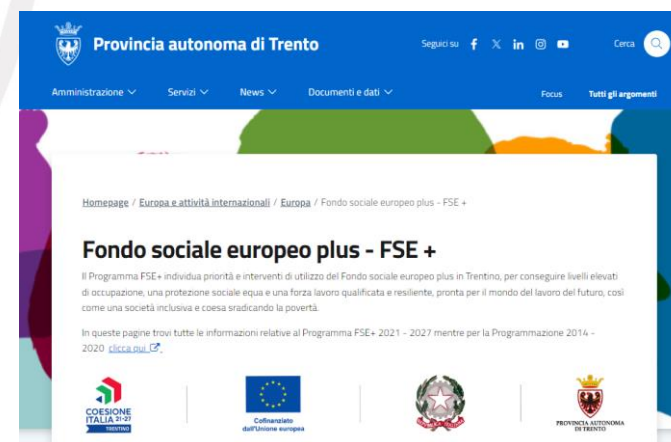 Provincia autonoma di Trento
Seguici su
Cerca
Amministrazione
Servizi
News
Documenti e dati
Focus
Tutti gli argomenti
Homepage / Europa e attività internazionali / Europa / Fondo sociale europeo plus - FSE +
Fondo sociale europeo plus - FSE +
Il Programma FSE+ individua priorità e interventi di utilizzo del Fondo sociale europeo plus in Trentino, per conseguire livelli elevati
di occupazione, una protezione sociale equa e una forza lavoro qualificata e resiliente, pronta per il mondo del lavoro del futuro, così
come una società inclusiva e coesa sradicando la povertà.
In queste pagine trovi tutte le informazioni relative al Programma FSE+ 2021 - 2027 mentre per la Programmazione 2014 -
2020 clicca qui
COESIONE
ITALIA 21-27
TRENTINO
Cofinanziato
dall'Unione europea
PROVINCIA AUTONOMA
DI TRENTO